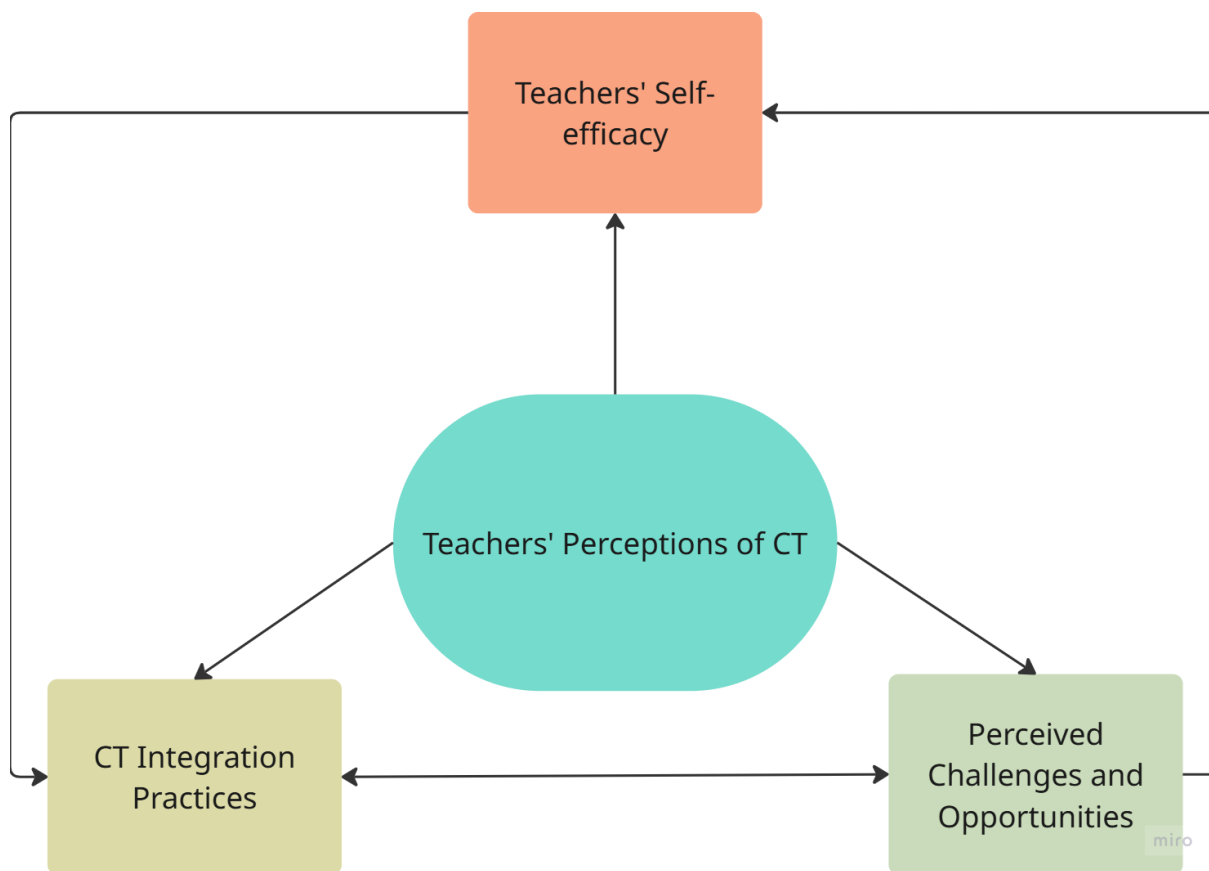 Teachers' Self-
efficacy
Teachers' Perceptions of CT
CT Integration
Practices
Perceived
Challenges and
Opportunities
miro